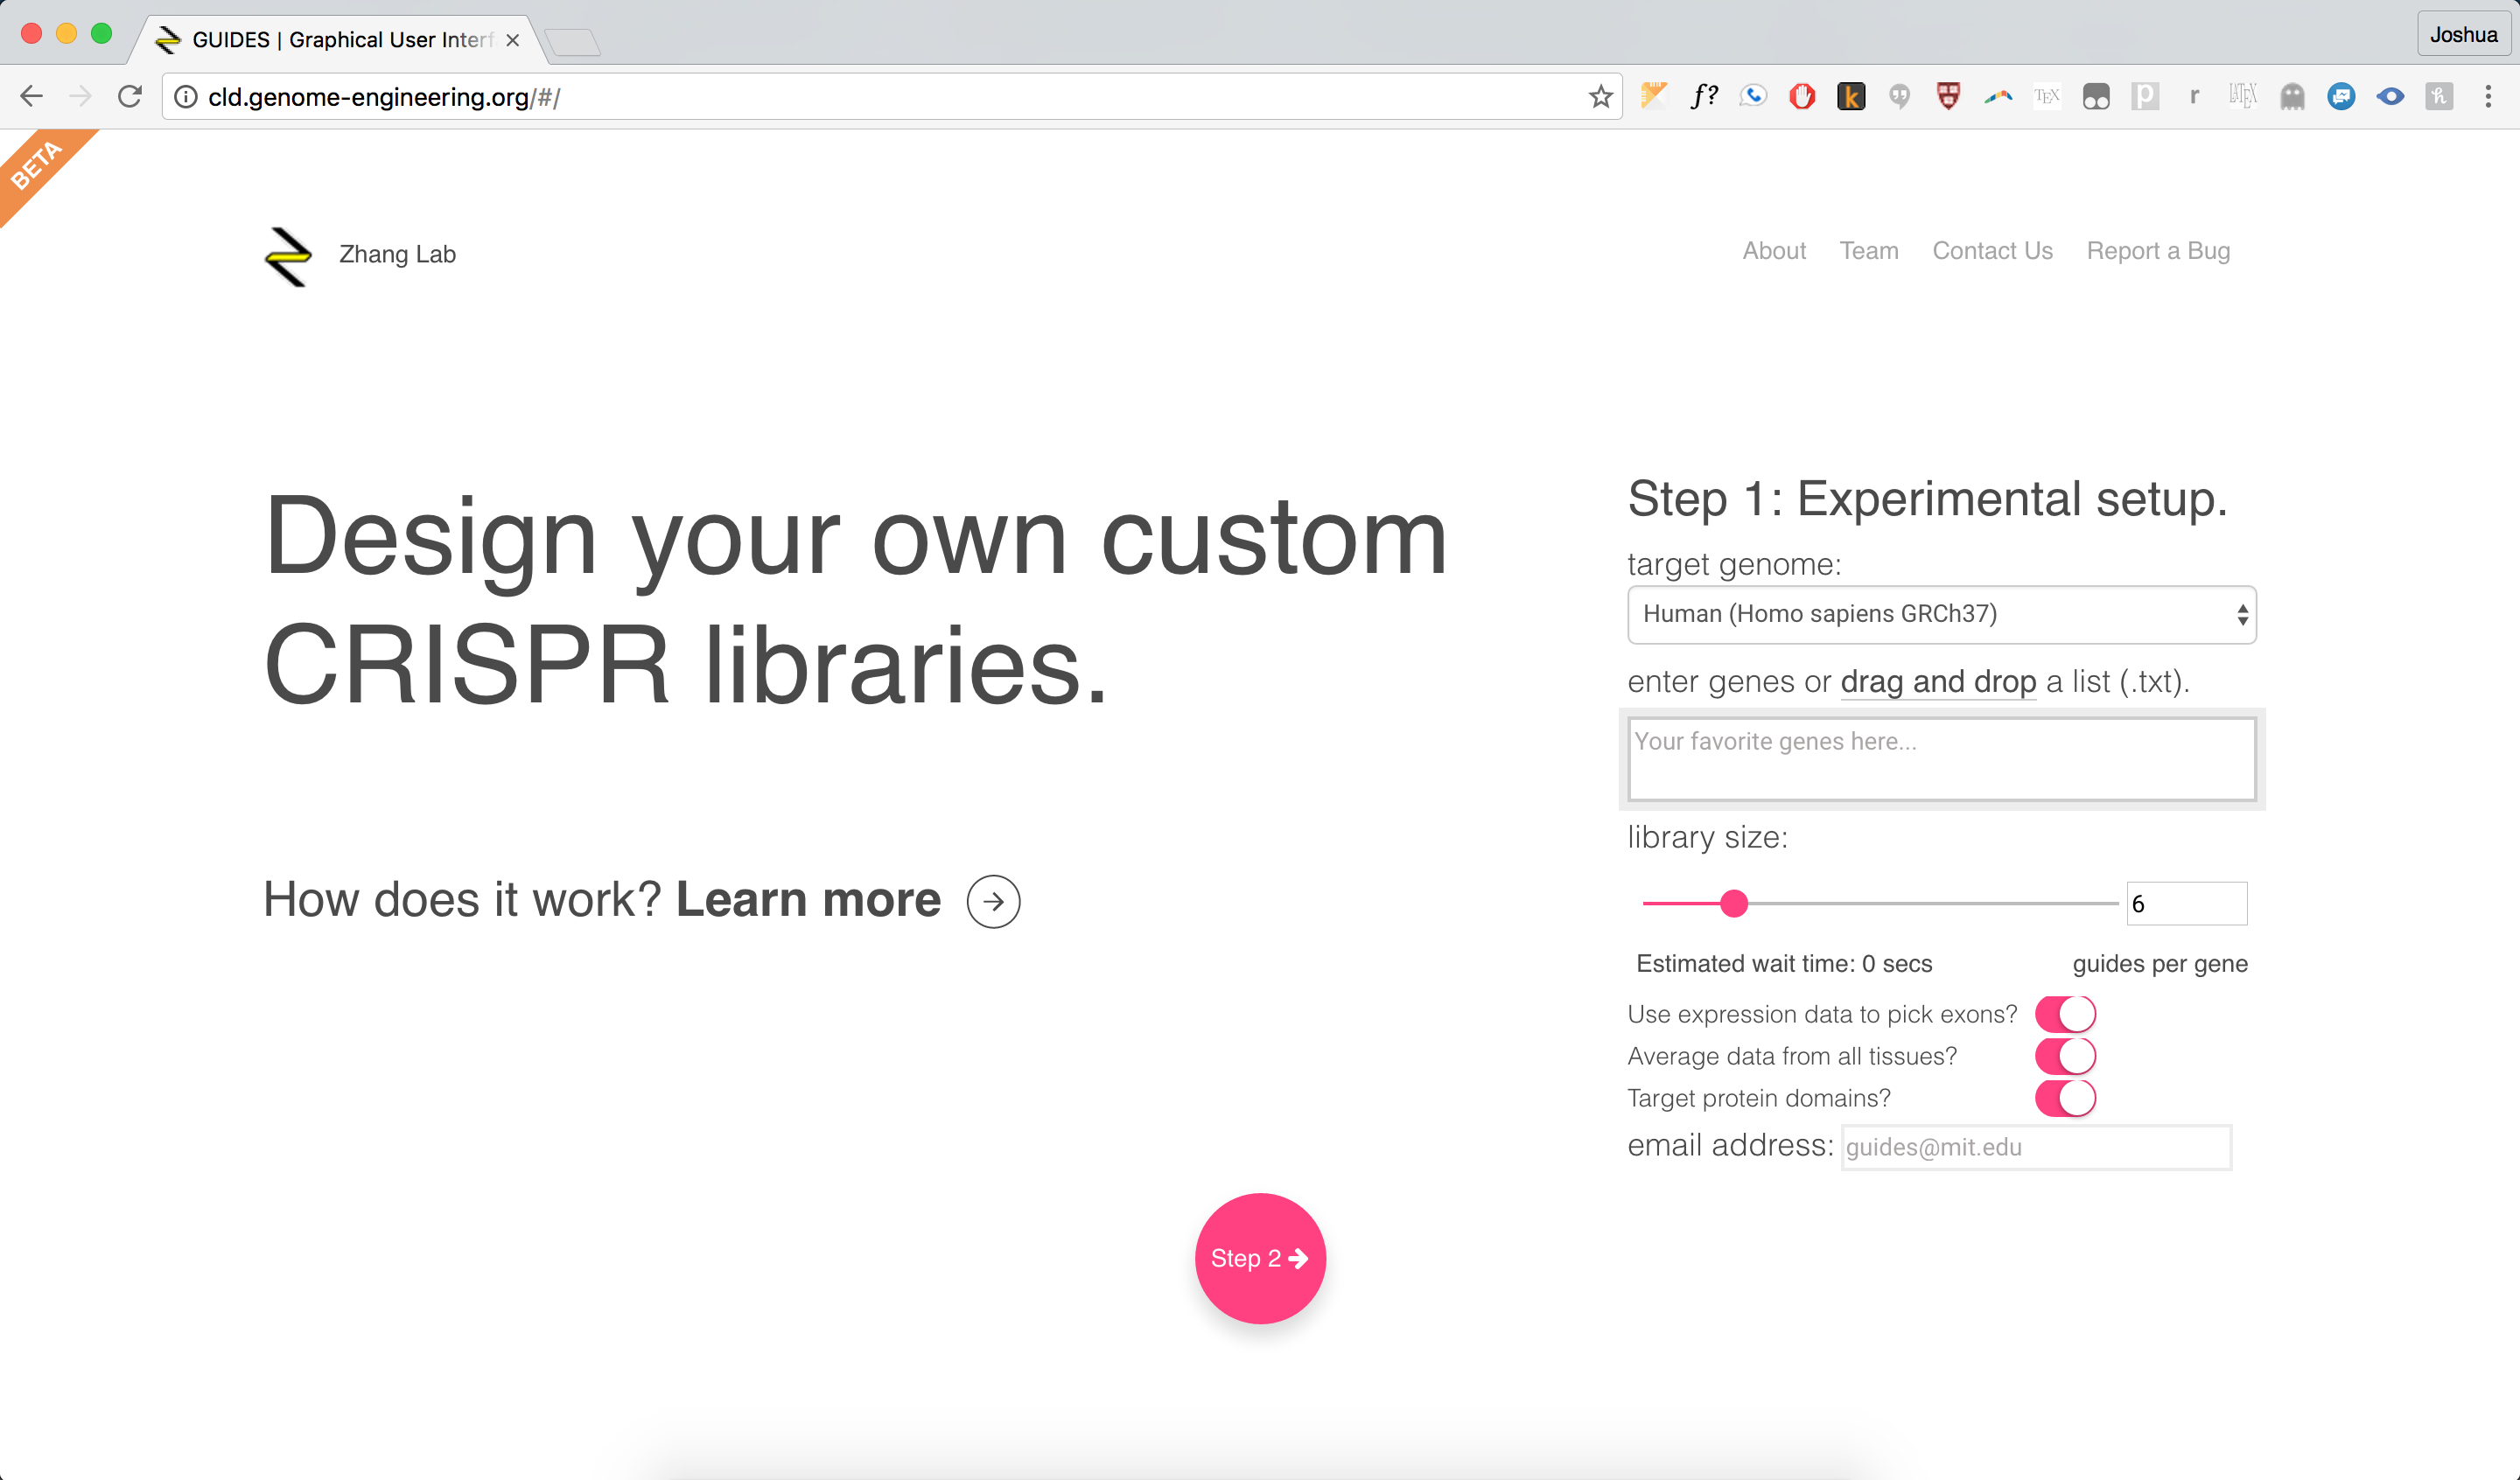 GUIDES | Graphical User Interf
Joshua
cld.genome-engineering.org/#/
BETA
Zhang Lab
About Team Contact Us Report a Bug
Design your own custom
CRISPR libraries.
How does it work? Learn more
Step 1: Experimental setup.
target genome:
Human (Homo sapiens GRCh37)
enter genes or drag and drop a list (.txt).
Your favorite genes here...
library size:
6
Estimated wait time: 0 secs
guides per gene
Use expression data to pick exons?
Average data from all tissues?
Target protein domains?
email address: guides@mit.edu
Step 2